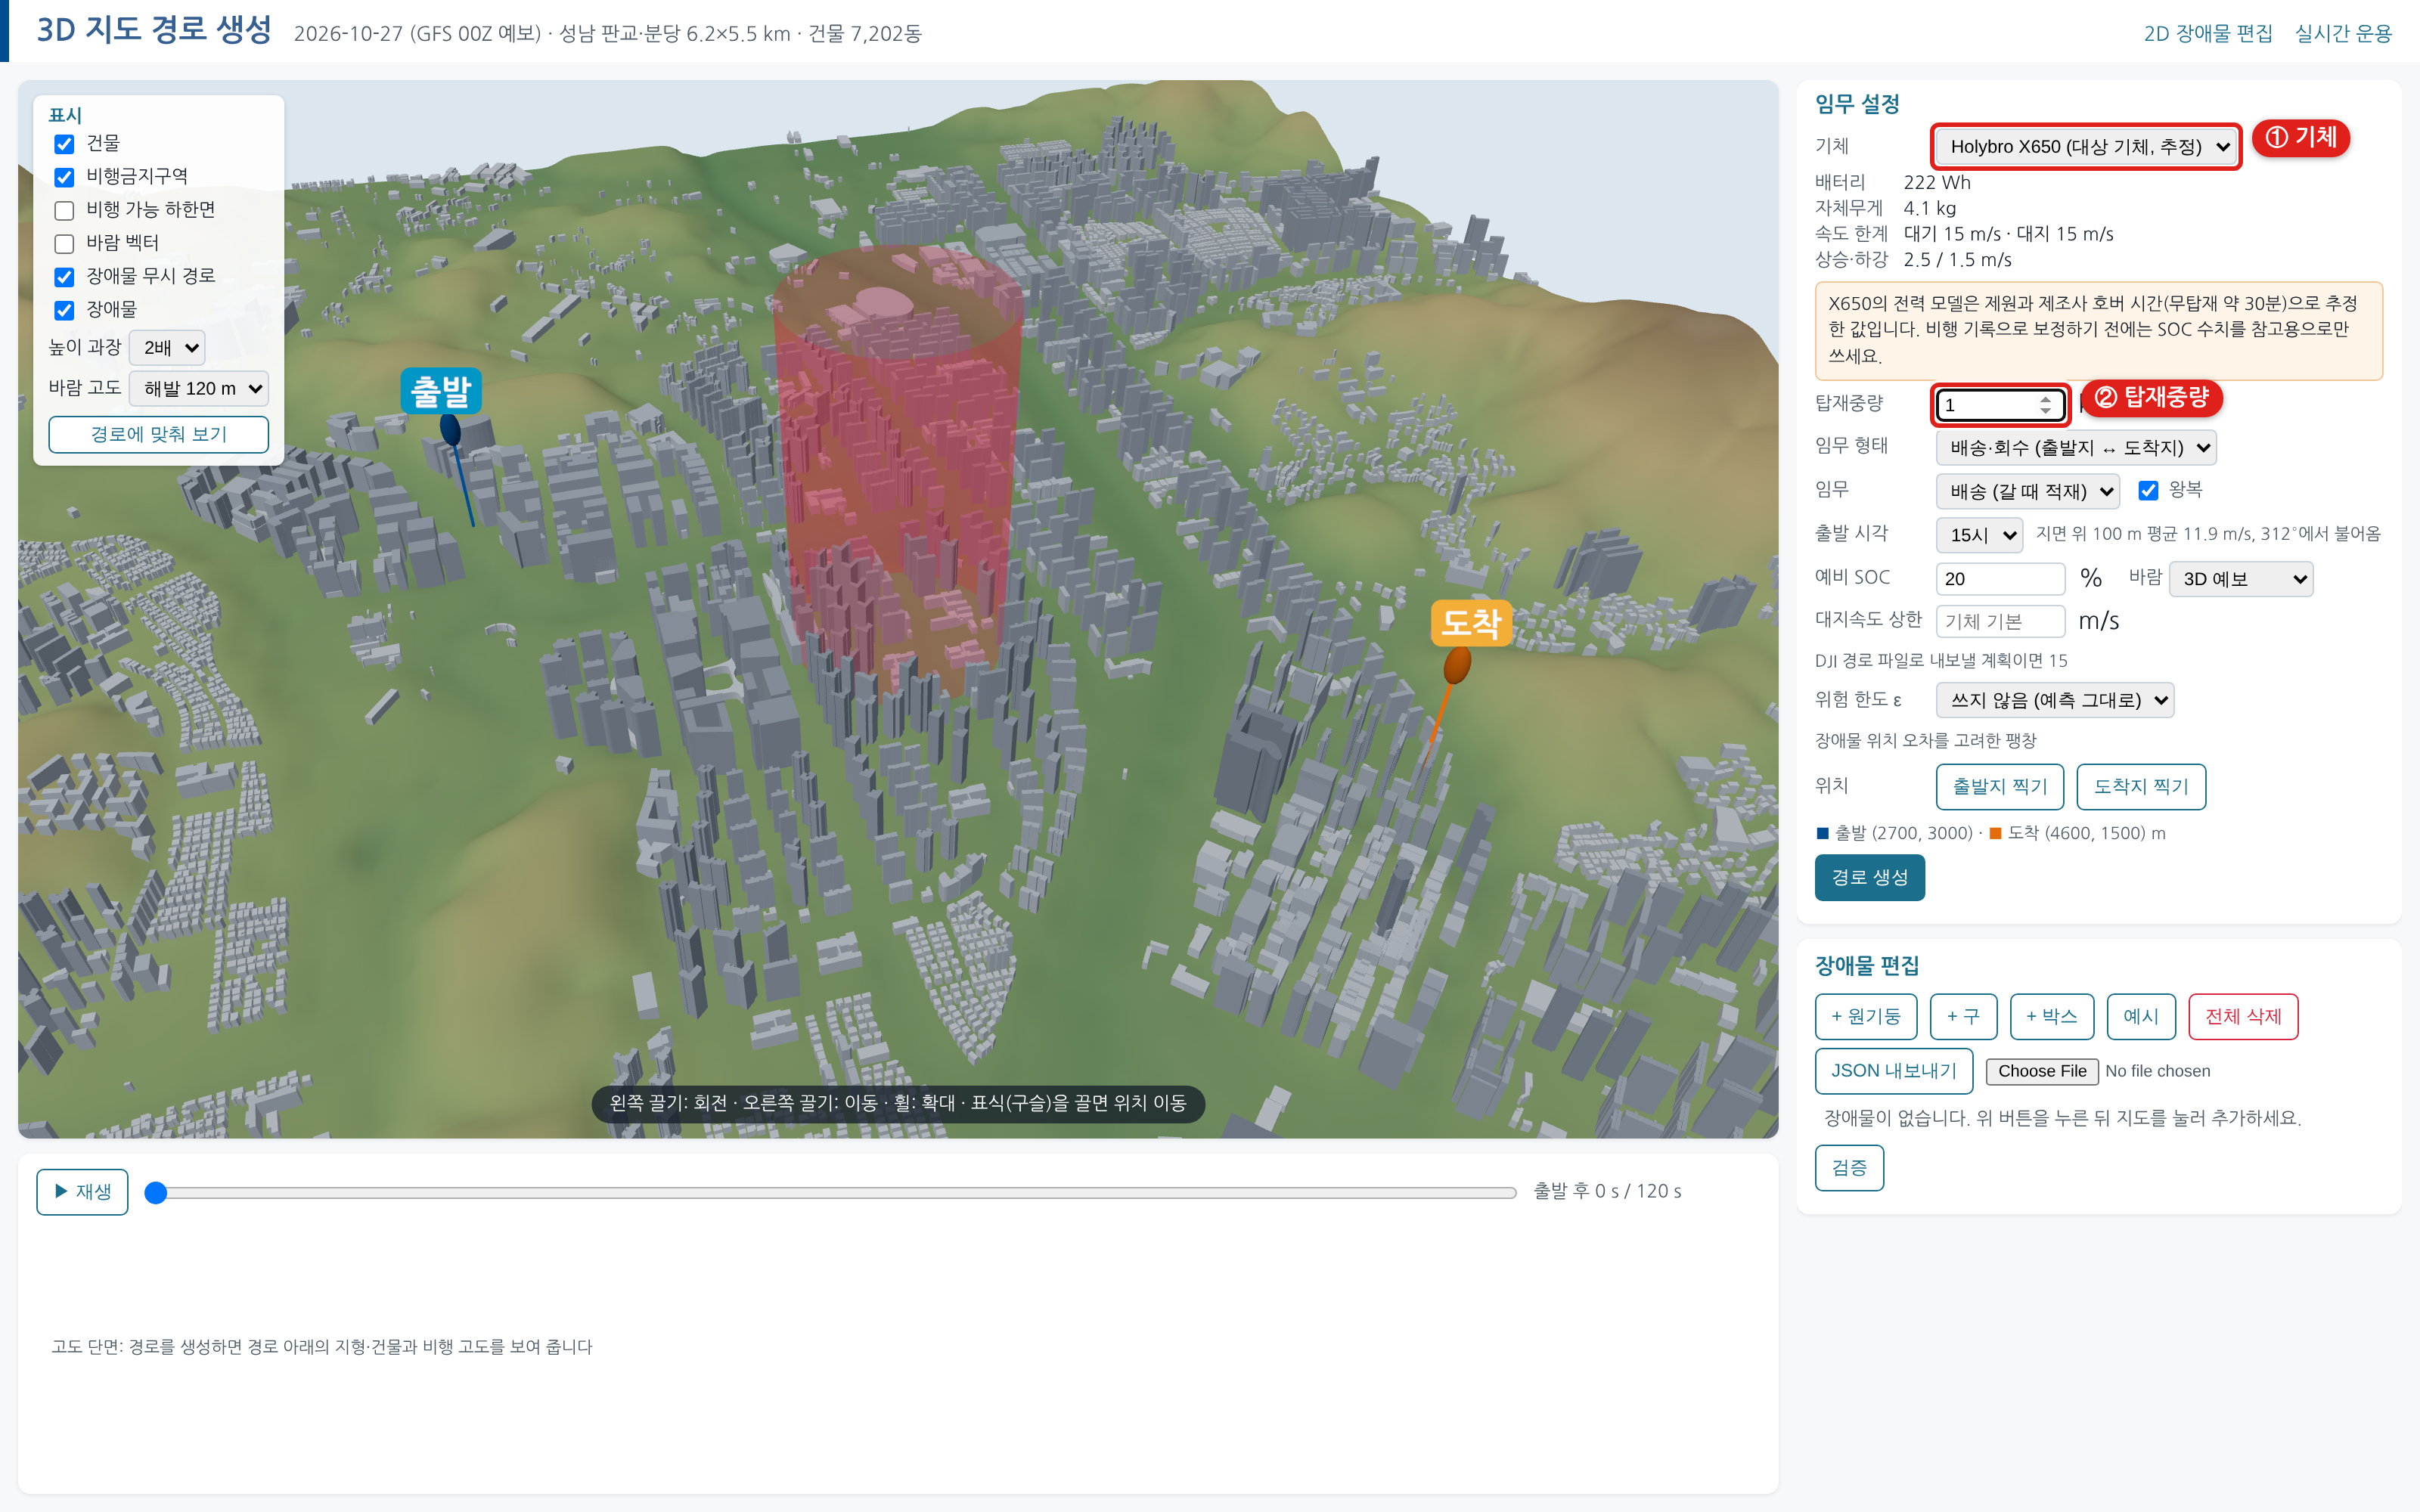 3D 지도 경로 생성 2026-10-27 (GFS 00Z 예보) · 성남 판교·분당 6.2×5.5 km · 건물 7,202동
2D 장애물 편집 실시간 운용
표시
건물
비행금지구역
비행 가능 하한면
바람 벡터
장애물 무시 경로
장애물
높이 과장 2배
바람 고도 해발 120 m
경로에 맞춰 보기
출발
도착
왼쪽 끌기: 회전 · 오른쪽 끌기: 이동 · 휠: 확대 · 표식(구슬)을 끌면 위치 이동
▶ 재생 출발 후 0 s / 120 s
고도 단면: 경로를 생성하면 경로 아래의 지형·건물과 비행 고도를 보여 줍니다
임무 설정
기체 Holybro X650 (대상 기체, 추정) ① 기체
배터리 222 Wh
자체무게 4.1 kg
속도 한계 대기 15 m/s · 대지 15 m/s
상승·하강 2.5 / 1.5 m/s
X650의 전력 모델은 제원과 제조사 호버 시간(무탑재 약 30분)으로 추정
한 값입니다. 비행 기록으로 보정하기 전에는 SOC 수치를 참고용으로만
쓰세요.
탑재중량 1 ② 탑재중량
임무 형태 배송·회수 (출발지 ↔ 도착지)
임무 배송 (갈 때 적재) 왕복
출발 시각 15시 지면 위 100 m 평균 11.9 m/s, 312°에서 불어옴
예비 SOC 20 % 바람 3D 예보
대지속도 상한 기체 기본 m/s
DJI 경로 파일로 내보낼 계획이면 15
위험 한도 ε 쓰지 않음 (예측 그대로)
장애물 위치 오차를 고려한 팽창
위치 출발지 찍기 도착지 찍기
■ 출발 (2700, 3000) · ■ 도착 (4600, 1500) m
경로 생성
장애물 편집
+ 원기둥 + 구 + 박스 예시 전체 삭제
JSON 내보내기 Choose File No file chosen
장애물이 없습니다. 위 버튼을 누른 뒤 지도를 눌러 추가하세요.
검증